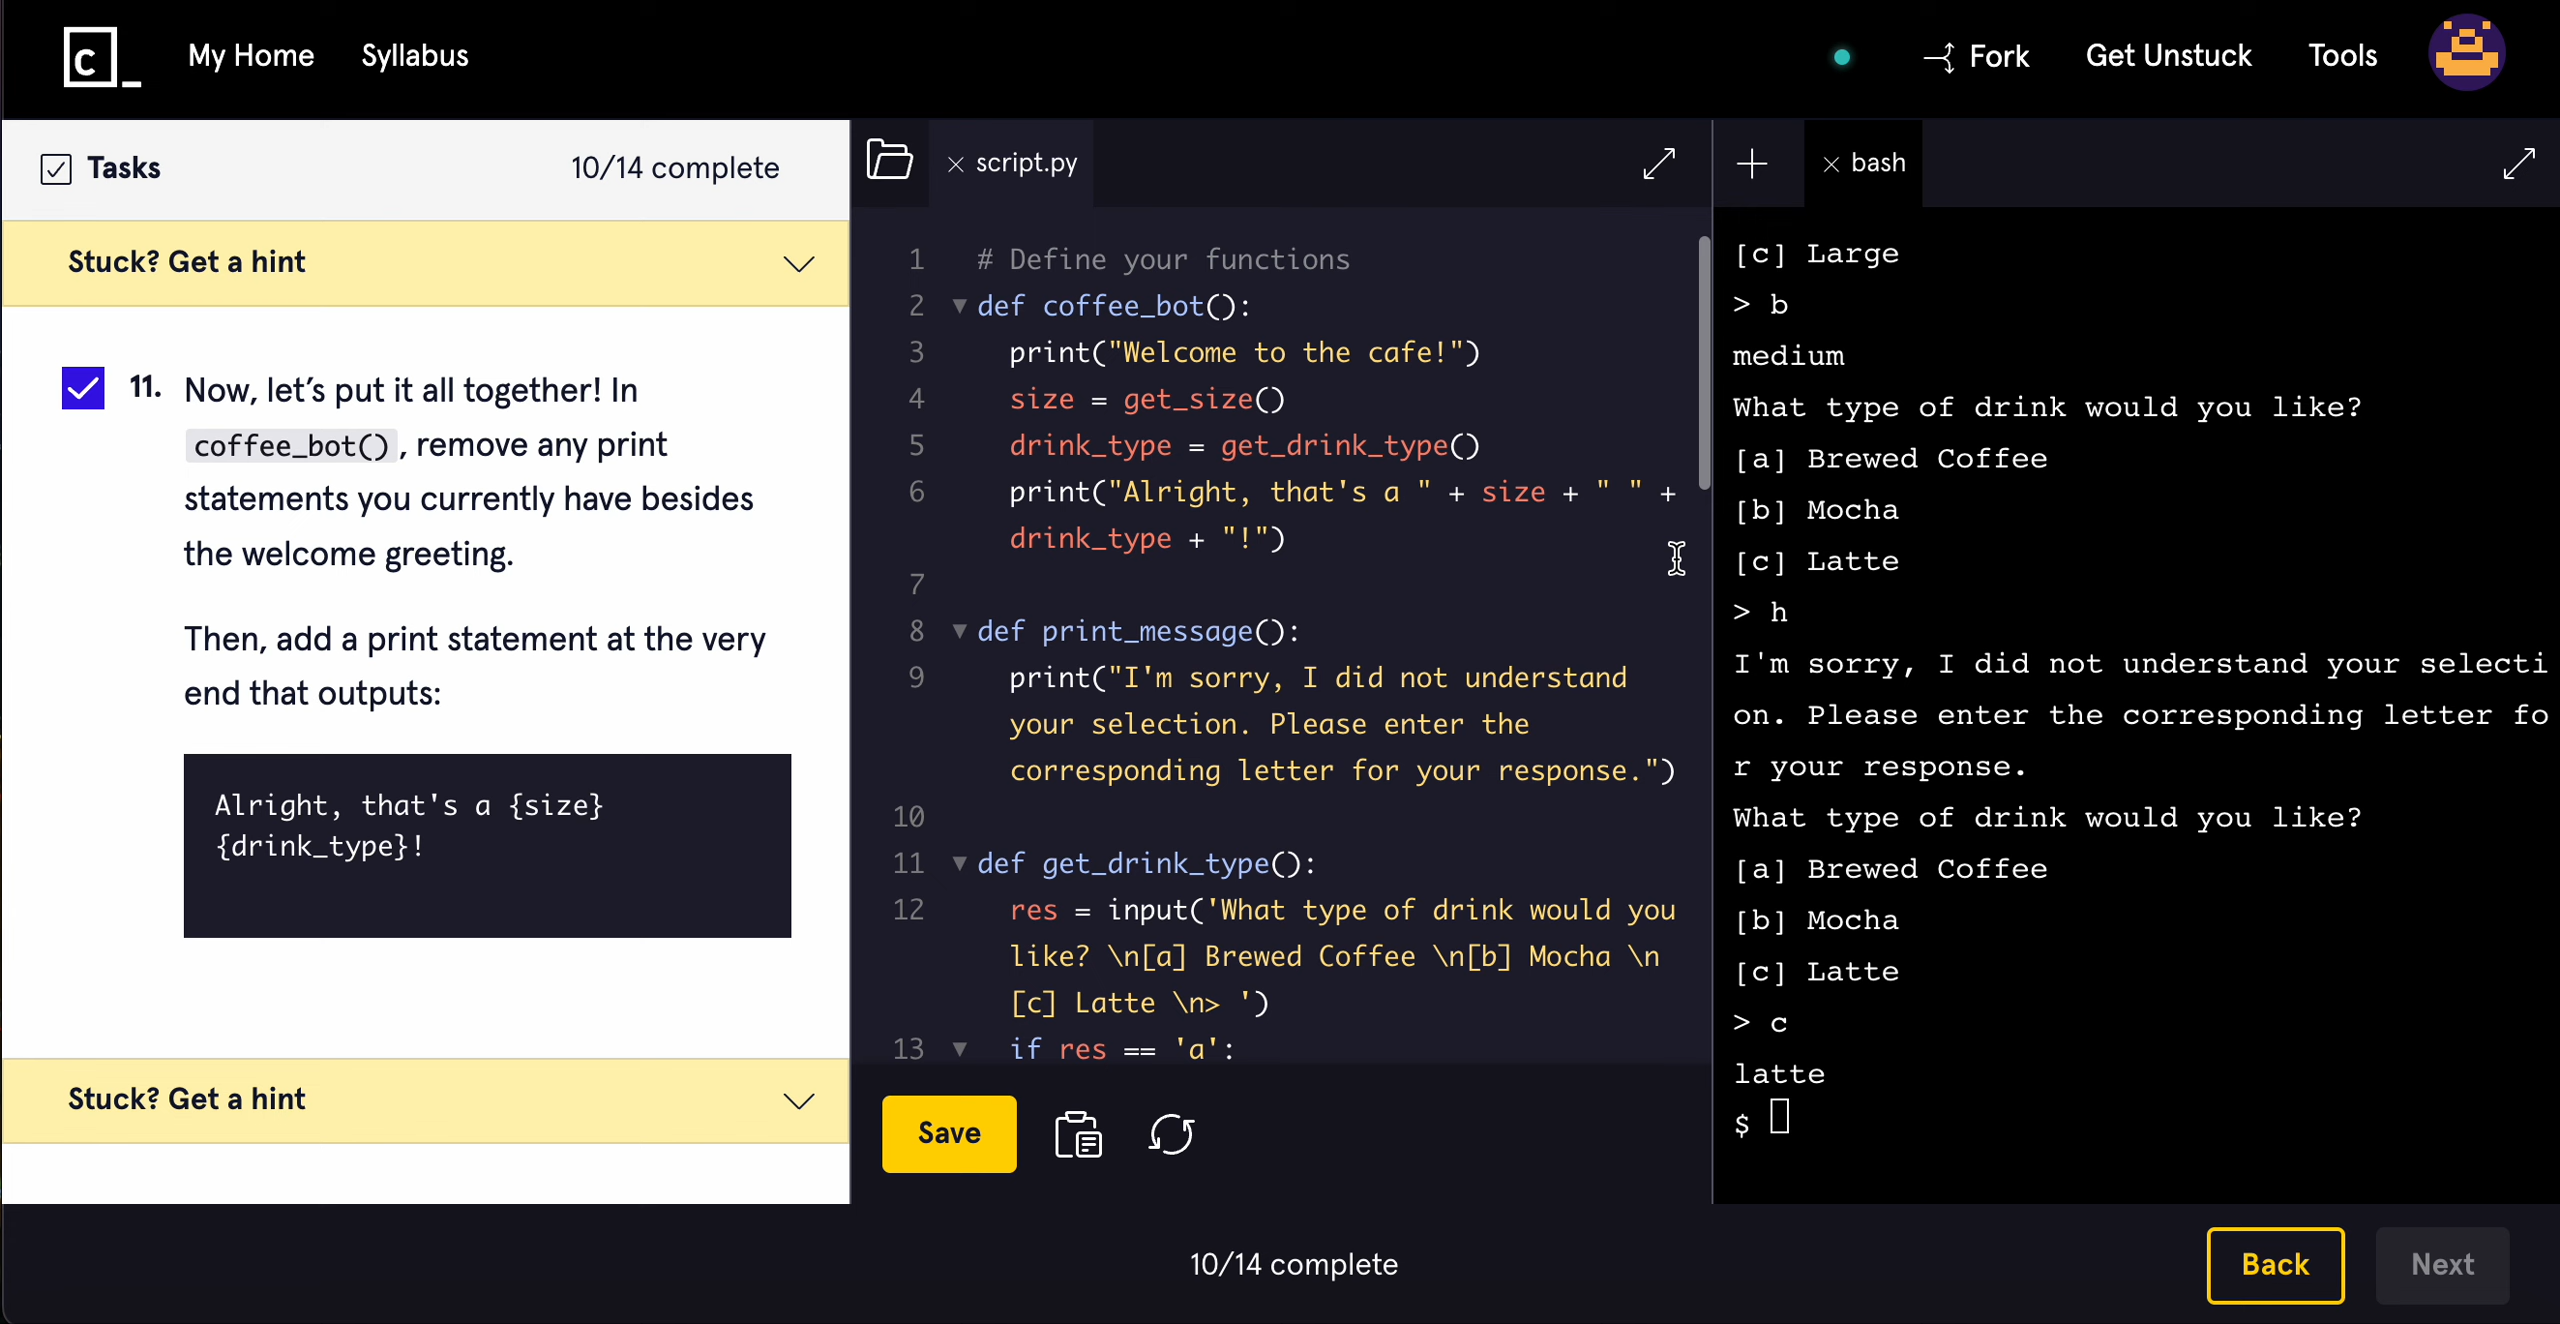 c_
My Home
Syllabus
Fork
Get Unstuck
Tools
Tasks
10/14 complete
Stuck? Get a hint
11. Now, let's put it all together! In
coffee_bot(), remove any print
statements you currently have besides
the welcome greeting.
Then, add a print statement at the very
end that outputs:
Alright, that's a {size}
{drink_type}!
Stuck? Get a hint
script.py
1 # Define your functions
2 def coffee_bot():
3 print("Welcome to the cafe!")
4 size = get_size()
5 drink_type = get_drink_type()
6 print("Alright, that's a " + size + " " +
drink_type + "!")
7
8 def print_message():
9 print("I'm sorry, I did not understand
your selection. Please enter the
corresponding letter for your response.")
10
11 def get_drink_type():
12 res = input('What type of drink would you
like? \n[a] Brewed Coffee \n[b] Mocha \n
[c] Latte \n> ')
13 if res == 'a':
Save
bash
[c] Large
> b
medium
What type of drink would you like?
[a] Brewed Coffee
[b] Mocha
[c] Latte
> h
I'm sorry, I did not understand your selecti
on. Please enter the corresponding letter fo
r your response.
What type of drink would you like?
[a] Brewed Coffee
[b] Mocha
[c] Latte
> c
latte
$
10/14 complete
Back
Next